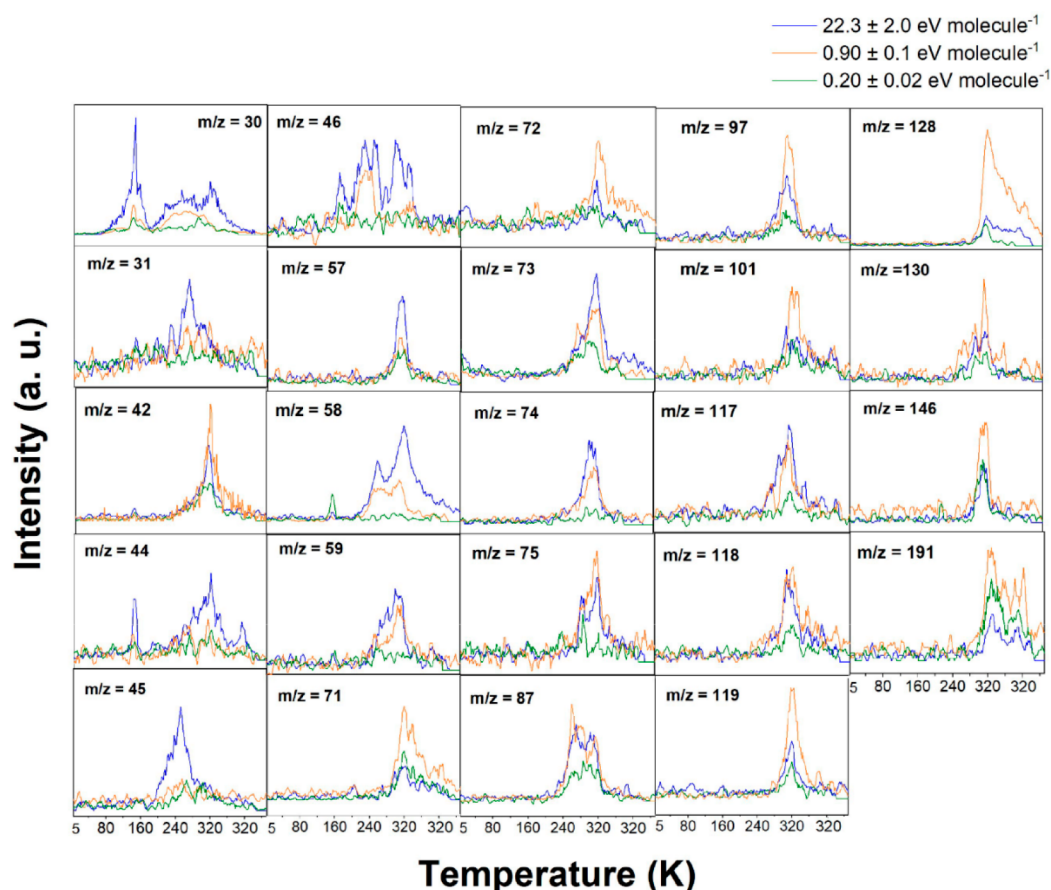 22.3 ± 2.0 eV molecule⁻¹
0.90 ± 0.1 eV molecule⁻¹
0.20 ± 0.02 eV molecule⁻¹
m/z = 30
m/z = 46
m/z = 72
m/z = 97
m/z = 128
m/z = 31
m/z = 57
m/z = 73
m/z = 101
m/z =130
m/z = 42
m/z = 58
m/z = 74
m/z = 117
m/z = 146
m/z = 44
m/z = 59
m/z = 75
m/z = 118
m/z = 191
5 80 160 240 320 320
m/z = 45
m/z = 71
m/z = 87
m/z = 119
5 80 160 240 320 5 80 160 240 320 5 80 160 240 320 5 80 160 240 320 320
Intensity (a. u.)
Temperature (K)